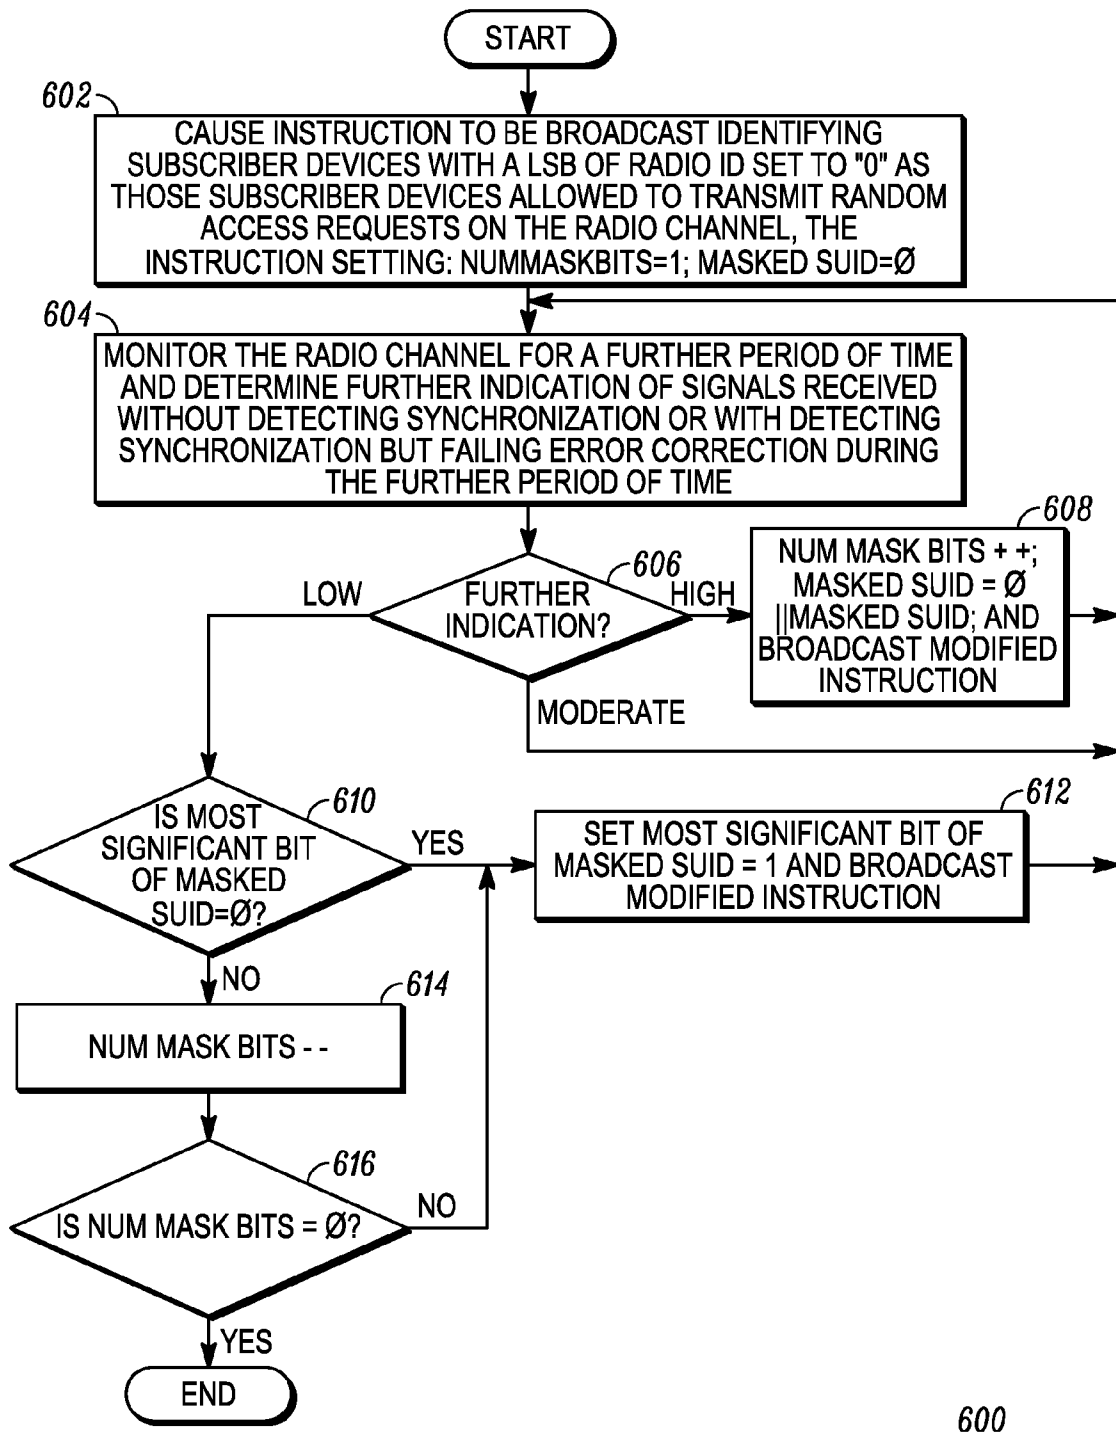 START
602
CAUSE INSTRUCTION TO BE BROADCAST IDENTIFYING
SUBSCRIBER DEVICES WITH A LSB OF RADIO ID SET TO "0" AS
THOSE SUBSCRIBER DEVICES ALLOWED TO TRANSMIT RANDOM
ACCESS REQUESTS ON THE RADIO CHANNEL, THE
INSTRUCTION SETTING: NUMMASKBITS=1; MASKED SUID=Ø
604
MONITOR THE RADIO CHANNEL FOR A FURTHER PERIOD OF TIME
AND DETERMINE FURTHER INDICATION OF SIGNALS RECEIVED
WITHOUT DETECTING SYNCHRONIZATION OR WITH DETECTING
SYNCHRONIZATION BUT FAILING ERROR CORRECTION DURING
THE FURTHER PERIOD OF TIME
606
FURTHER
INDICATION?
LOW
HIGH
MODERATE
608
NUM MASK BITS + +;
MASKED SUID = Ø
||MASKED SUID; AND
BROADCAST MODIFIED
INSTRUCTION
610
IS MOST
SIGNIFICANT BIT
OF MASKED
SUID=Ø?
YES
NO
612
SET MOST SIGNIFICANT BIT OF
MASKED SUID = 1 AND BROADCAST
MODIFIED INSTRUCTION
614
NUM MASK BITS - -
616
IS NUM MASK BITS = Ø?
NO
YES
END
600